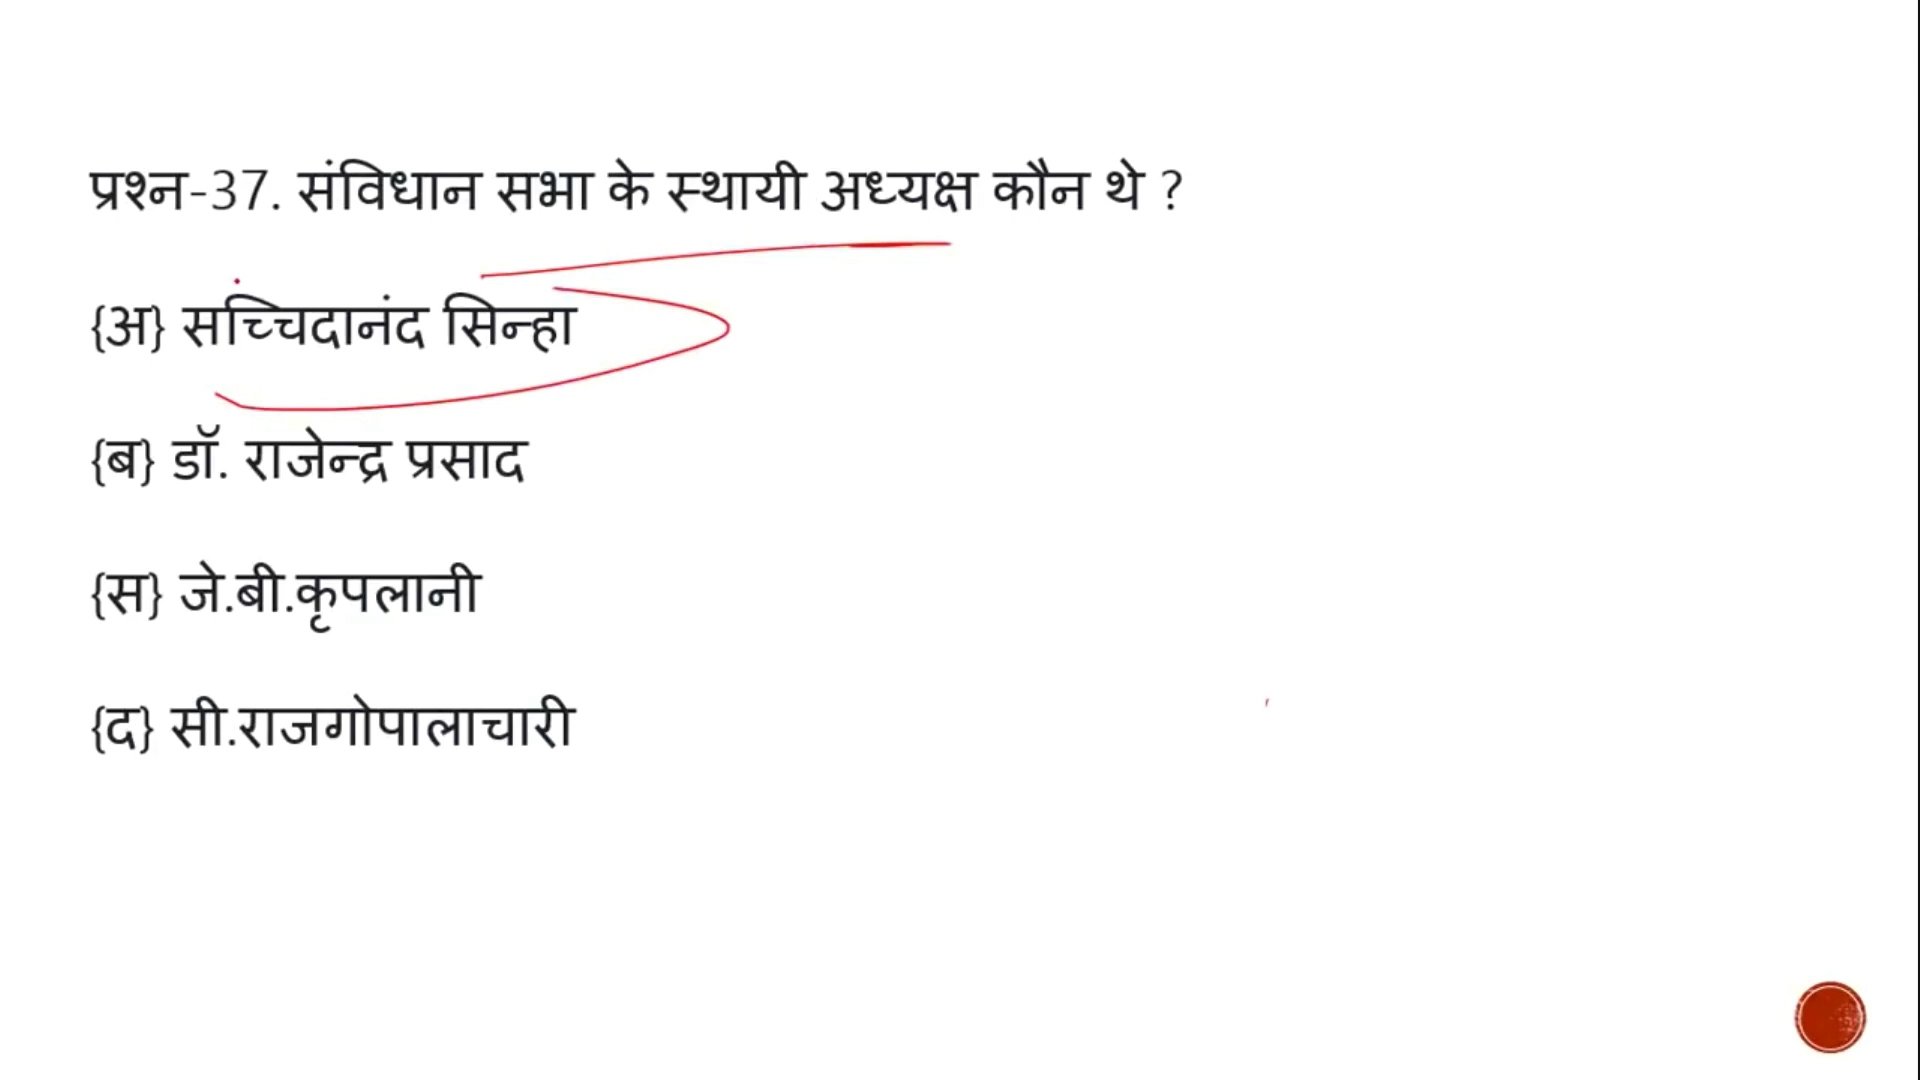 प्रश्न-37. संविधान सभा के स्थायी अध्यक्ष कौन थे ?
{अ} सच्चिदानंद सिन्हा
{ब} डॉ. राजेन्द्र प्रसाद
{स} जे.बी.कृपलानी
{द} सी.राजगोपालाचारी